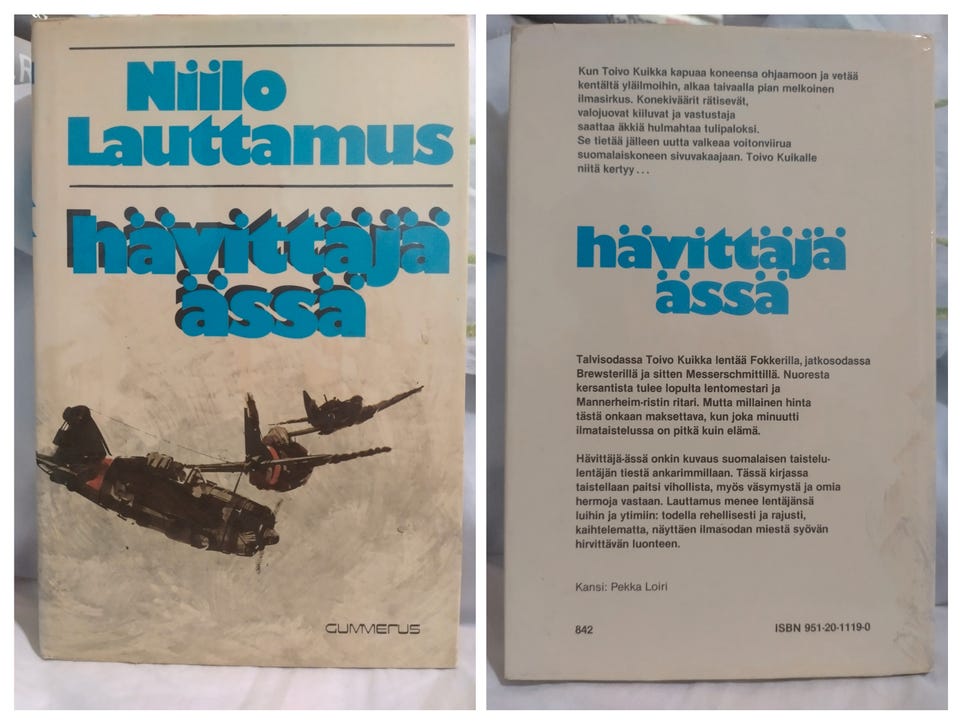 Niilo
Lauttamus
hävittäjä
ässä
GUMMERUS
Kun Toivo Kuikka kapuaa koneensa ohjaamoon ja vetää
kentältä yläilmoihin, alkaa taivaalla pian melkoinen
ilmasirkus. Konekiväärit rätisevät,
valojuovat kiiluvat ja vastustaja
saattaa äkkiä hulmahtaa tulipaloksi.
Se tietää jälleen uutta valkeaa voitonviirua
suomalaiskoneen sivuvakaajaan. Toivo Kuikalle
niitä kertyy...
hävittäjä
ässä
Talvisodassa Toivo Kuikka lentää Fokkerilla, jatkosodassa
Brewsterillä ja sitten Messerschmittillä. Nuoresta
kersantista tulee lopulta lentomestari ja
Mannerheim-ristin ritari. Mutta millainen hinta
tästä onkaan maksettava, kun joka minuutti
ilmataistelussa on pitkä kuin elämä.
Hävittäjä-ässä onkin kuvaus suomalaisen taistelu-
lentäjän tiestä ankarimmillaan. Tässä kirjassa
taistellaan paitsi vihollista, myös väsymystä ja omia
hermoja vastaan. Lauttamus menee lentäjänsä
luihin ja ytimiin: todella rehellisesti ja rajusti,
kaihtelematta, näyttäen ilmasodan miestä syövän
hirvittävän luonteen.
Kansi: Pekka Loiri
842
ISBN 951-20-1119-0